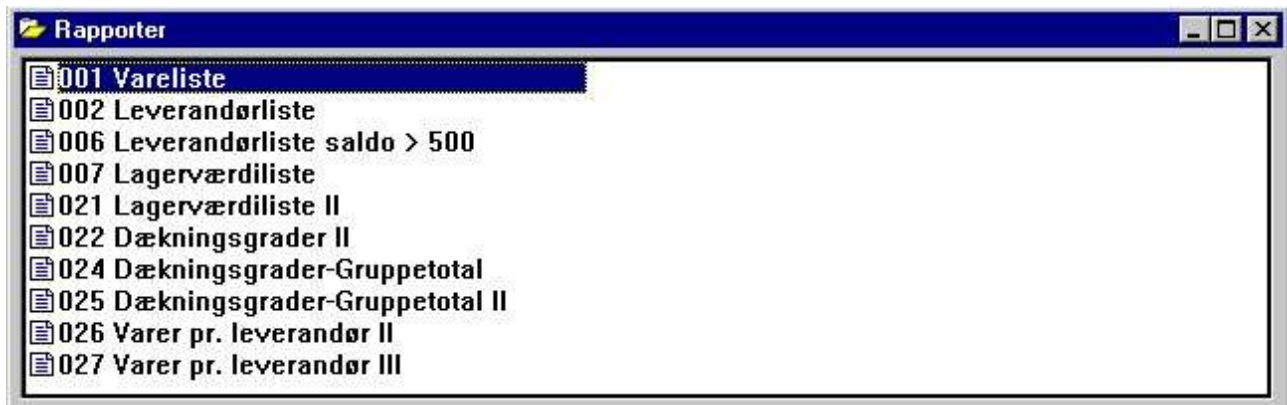 Rapporter
001 Vareliste
002 Leverandørliste
006 Leverandørliste saldo > 500
007 Lagerværdiliste
021 Lagerværdiliste II
022 Dækningsgrader II
024 Dækningsgrader-Gruppetotal
025 Dækningsgrader-Gruppetotal II
026 Varer pr. leverandør II
027 Varer pr. leverandør III